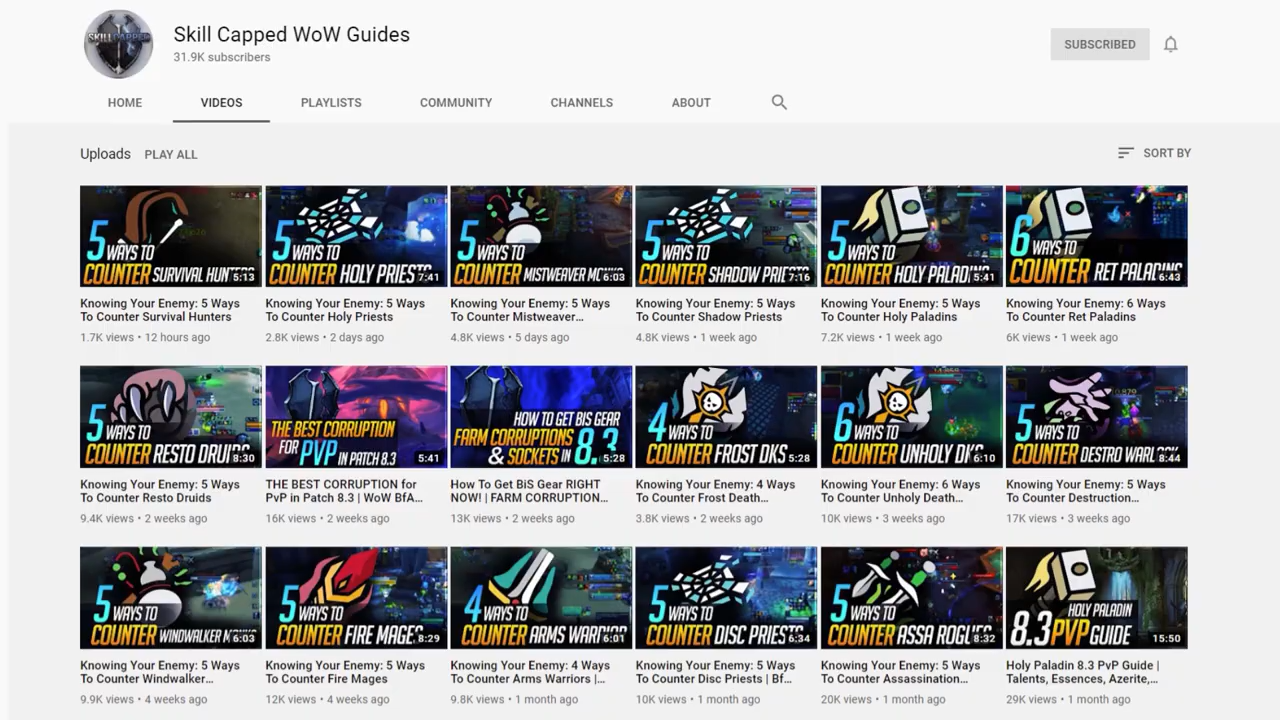 SKILL CAPPED
Skill Capped WoW Guides
31.9K subscribers
SUBSCRIBED
HOME
VIDEOS
PLAYLISTS
COMMUNITY
CHANNELS
ABOUT
Uploads
PLAY ALL
SORT BY
5 WAYS TO
COUNTER SURVIVAL HUNTERS
5:13
Knowing Your Enemy: 5 Ways
To Counter Survival Hunters
1.7K views • 12 hours ago
5 WAYS TO
COUNTER HOLY PRIESTS
7:41
Knowing Your Enemy: 5 Ways
To Counter Holy Priests
2.8K views • 2 days ago
5 WAYS TO
COUNTER MISTWEAVER MONKS
6:03
Knowing Your Enemy: 5 Ways
To Counter Mistweaver...
4.8K views • 5 days ago
5 WAYS TO
COUNTER SHADOW PRIESTS
7:16
Knowing Your Enemy: 5 Ways
To Counter Shadow Priests
4.8K views • 1 week ago
5 WAYS TO
COUNTER HOLY PALADINS
5:41
Knowing Your Enemy: 5 Ways
To Counter Holy Paladins
7.2K views • 1 week ago
6 WAYS TO
COUNTER RET PALADINS
6:43
Knowing Your Enemy: 6 Ways
To Counter Ret Paladins
6K views • 1 week ago
5 WAYS TO
COUNTER RESTO DRUIDS
8:30
Knowing Your Enemy: 5 Ways
To Counter Resto Druids
9.4K views • 2 weeks ago
THE BEST CORRUPTION
FOR PVP IN PATCH 8.3
5:41
THE BEST CORRUPTION for
PvP in Patch 8.3 | WoW BfA...
16K views • 2 weeks ago
HOW TO GET BIS GEAR
FARM CORRUPTIONS
& SOCKETS IN 8.3
5:28
How To Get BiS Gear RIGHT
NOW! | FARM CORRUPTION...
13K views • 2 weeks ago
4 WAYS TO
COUNTER FROST DKS
5:28
Knowing Your Enemy: 4 Ways
To Counter Frost Death...
3.8K views • 2 weeks ago
6 WAYS TO
COUNTER UNHOLY DKS
6:10
Knowing Your Enemy: 6 Ways
To Counter Unholy Death...
10K views • 3 weeks ago
5 WAYS TO
COUNTER DESTRO WARLOCKS
8:44
Knowing Your Enemy: 5 Ways
To Counter Destruction...
17K views • 3 weeks ago
5 WAYS TO
COUNTER WINDWALKER MONKS
6:03
Knowing Your Enemy: 5 Ways
To Counter Windwalker...
9.9K views • 4 weeks ago
5 WAYS TO
COUNTER FIRE MAGES
8:29
Knowing Your Enemy: 5 Ways
To Counter Fire Mages
12K views • 4 weeks ago
4 WAYS TO
COUNTER ARMS WARRIORS
6:01
Knowing Your Enemy: 4 Ways
To Counter Arms Warriors |...
9.8K views • 1 month ago
5 WAYS TO
COUNTER DISC PRIESTS
6:34
Knowing Your Enemy: 5 Ways
To Counter Disc Priests | Bf...
10K views • 1 month ago
5 WAYS TO
COUNTER ASSA ROGUES
8:32
Knowing Your Enemy: 5 Ways
To Counter Assassination...
20K views • 1 month ago
HOLY PALADIN
8.3 PVP GUIDE
15:50
Holy Paladin 8.3 PvP Guide |
Talents, Essences, Azerite,...
29K views • 1 month ago